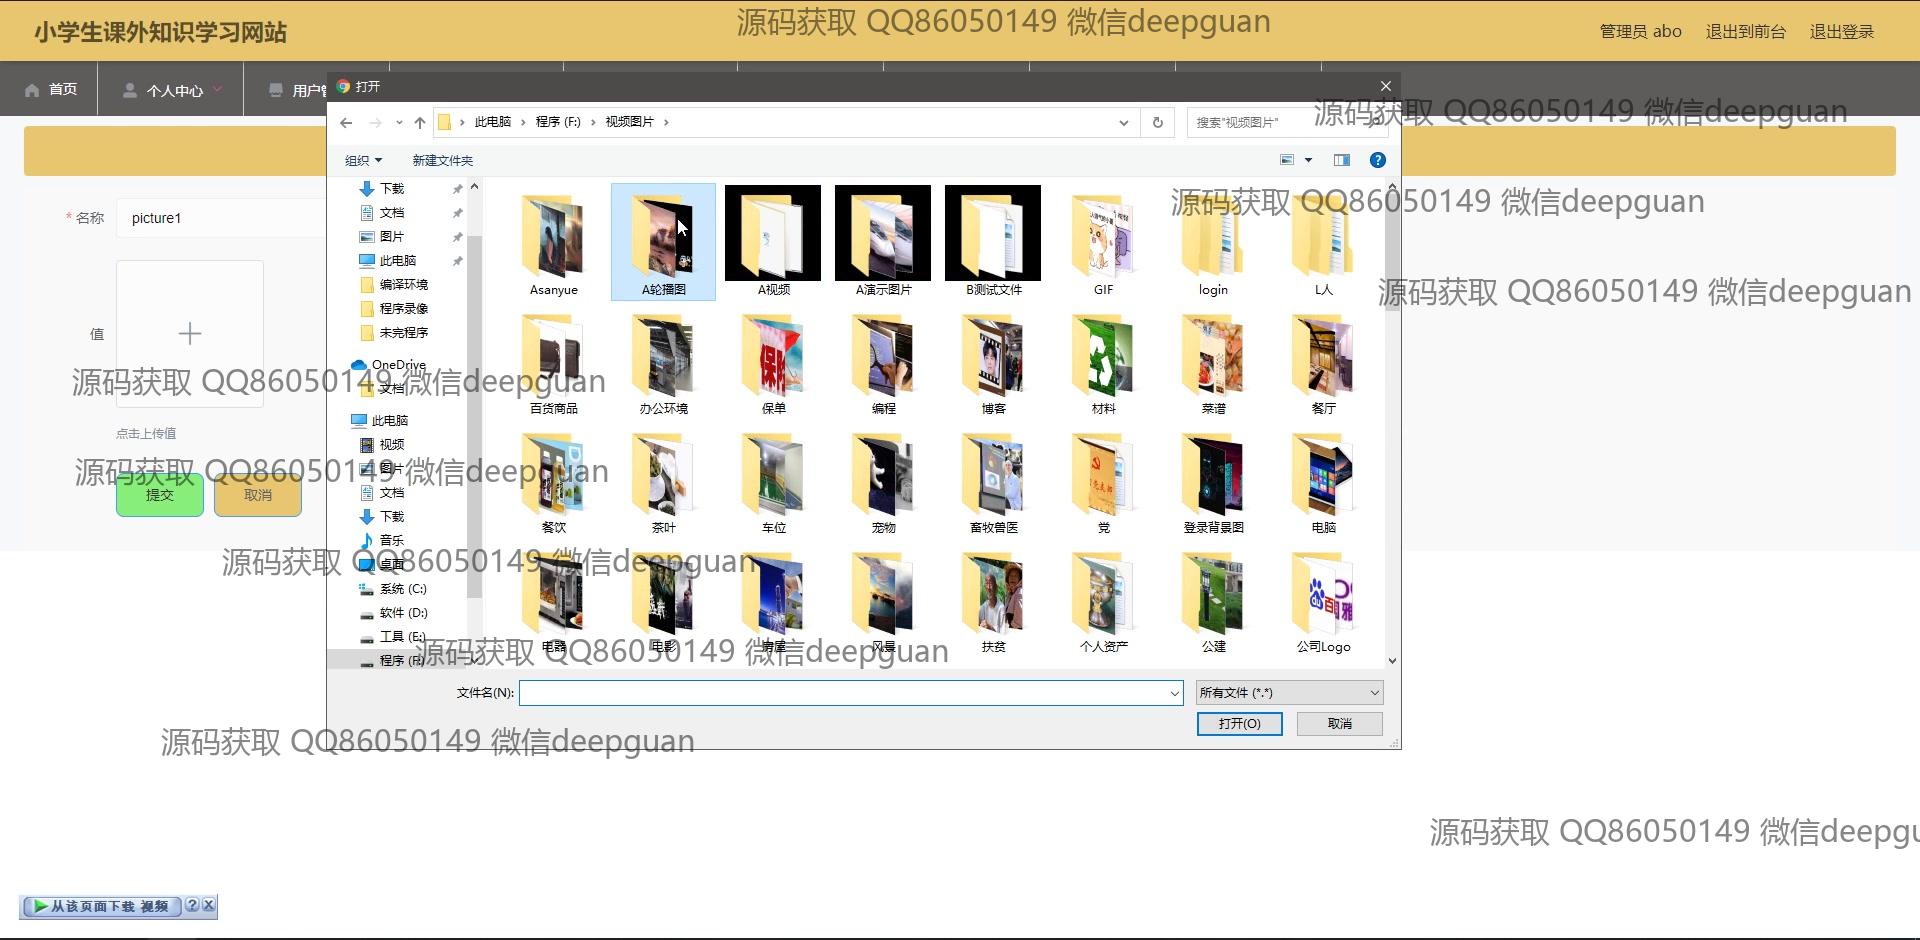 小学生课外知识学习网站
源码获取 QQ86050149 微信deepguan
管理员 abo 退出到前台 退出登录
首页 个人中心
打开
源码获取 QQ86050149 微信deepguan
此电脑 程序 (F:) 视频图片
搜索"视频图片"
组织 新建文件夹
下载
文档
图片
此电脑
编译环境
程序录像
未完程序
OneDrive
文档
此电脑
视频
图片
文档
下载
音乐
桌面
系统 (C:)
软件 (D:)
工具 (E:)
程序 (F:)
源码获取 QQ86050149 微信deepguan
* 名称 picture1
Asanyue A轮播图 A视频 A演示图片 B测试文件 GIF login L人
源码获取 QQ86050149 微信deepguan
值
源码获取 QQ86050149 微信deepguan
百货商品 办公环境 保单 编程 博客 材料 菜谱 餐厅
点击上传值
源码获取 QQ86050149 微信deepguan
提交 取消
餐饮 茶叶 车位 宠物 畜牧兽医 党 登录背景图 电脑
源码获取 QQ86050149 微信deepguan
电器 电影 房屋 风景 扶贫 个人资产 公建 公司Logo
源码获取 QQ86050149 微信deepguan
文件名(N): 所有文件 (*.*)
打开(O) 取消
源码获取 QQ86050149 微信deepguan
源码获取 QQ86050149 微信deepgu
从该页面下载 视频 ? X